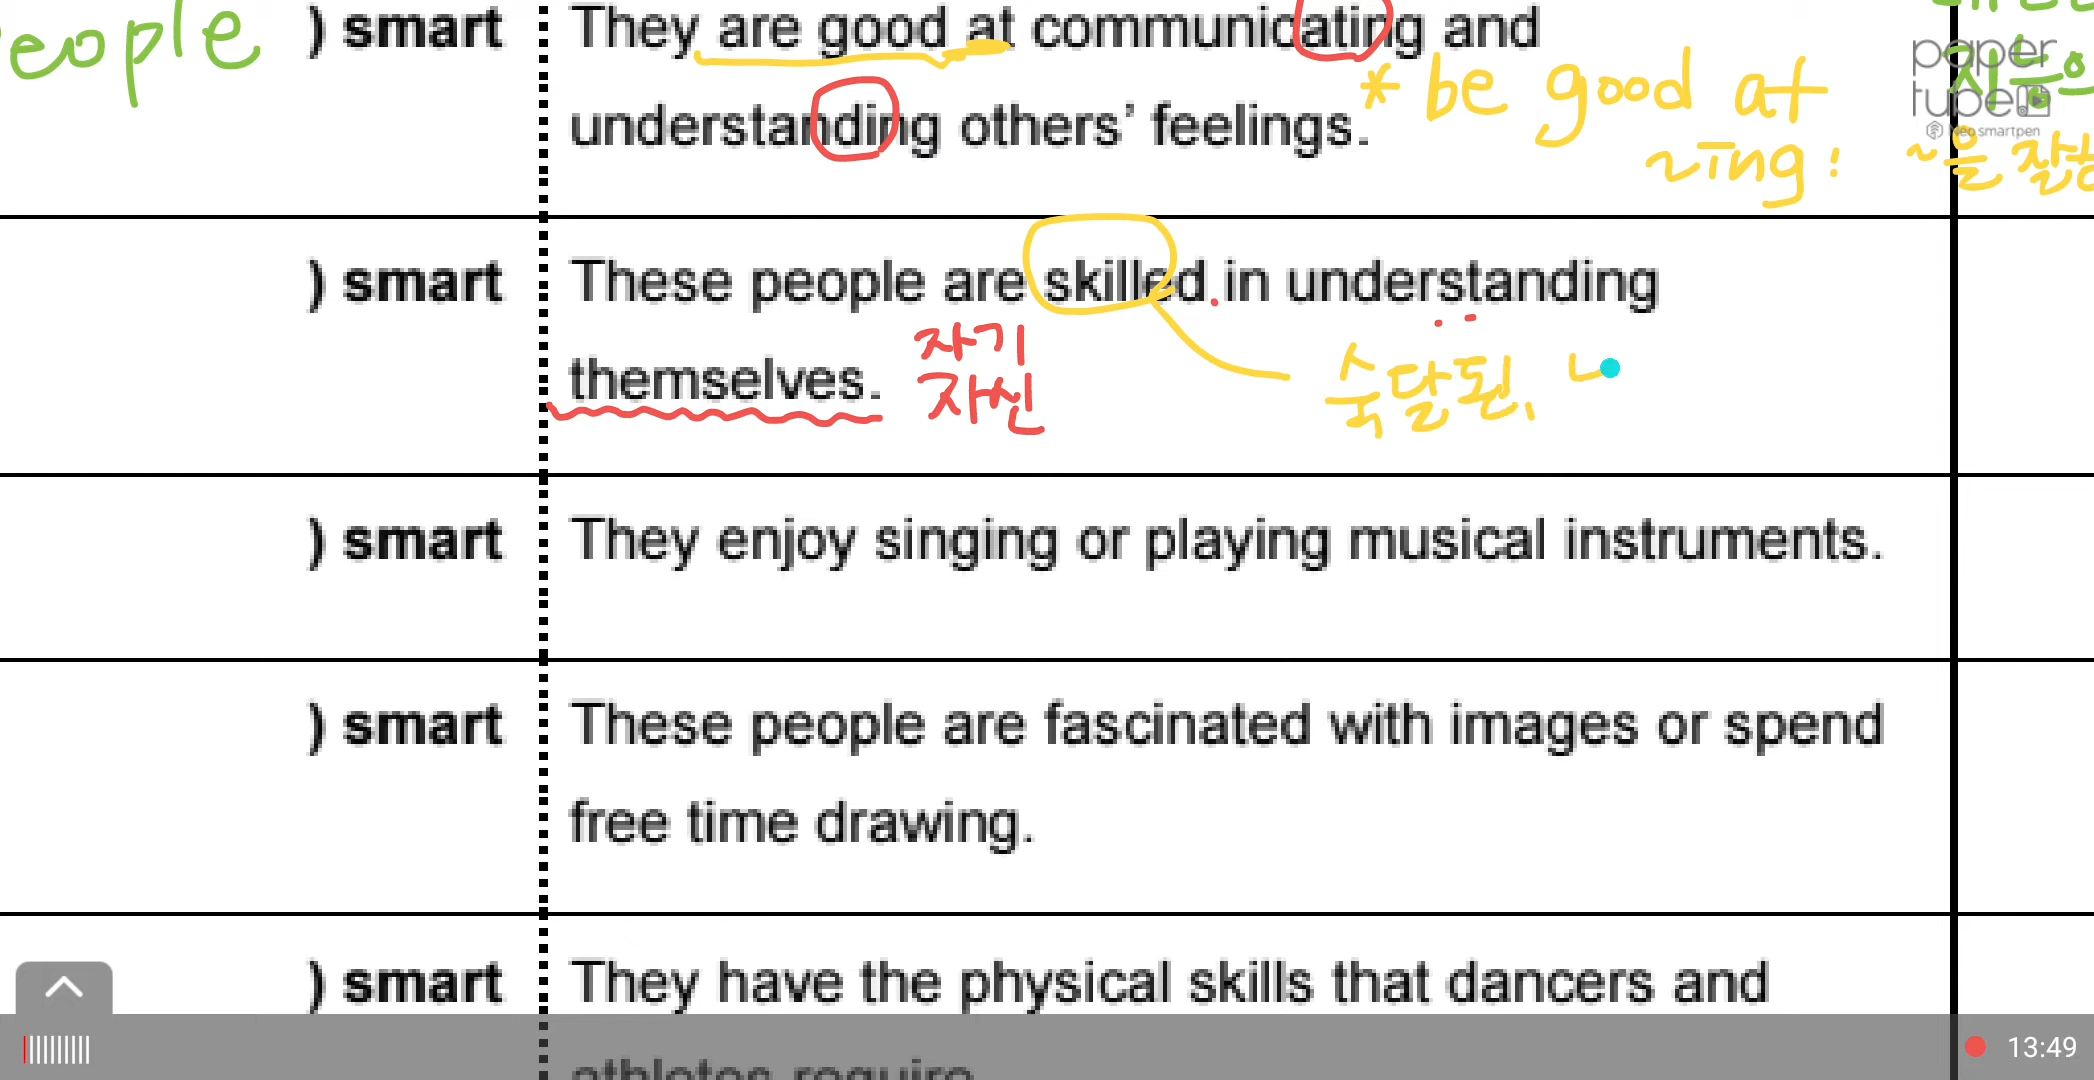 people ) smart They are good at communicating and
understanding others' feelings.
* be good at
~ing:
~을 잘
paper
tube
Neo smartpen
) smart These people are skilled in understanding
themselves.
자기
자신
숙달된,
) smart They enjoy singing or playing musical instruments.
) smart These people are fascinated with images or spend
free time drawing.
) smart They have the physical skills that dancers and
athletes require
13:49